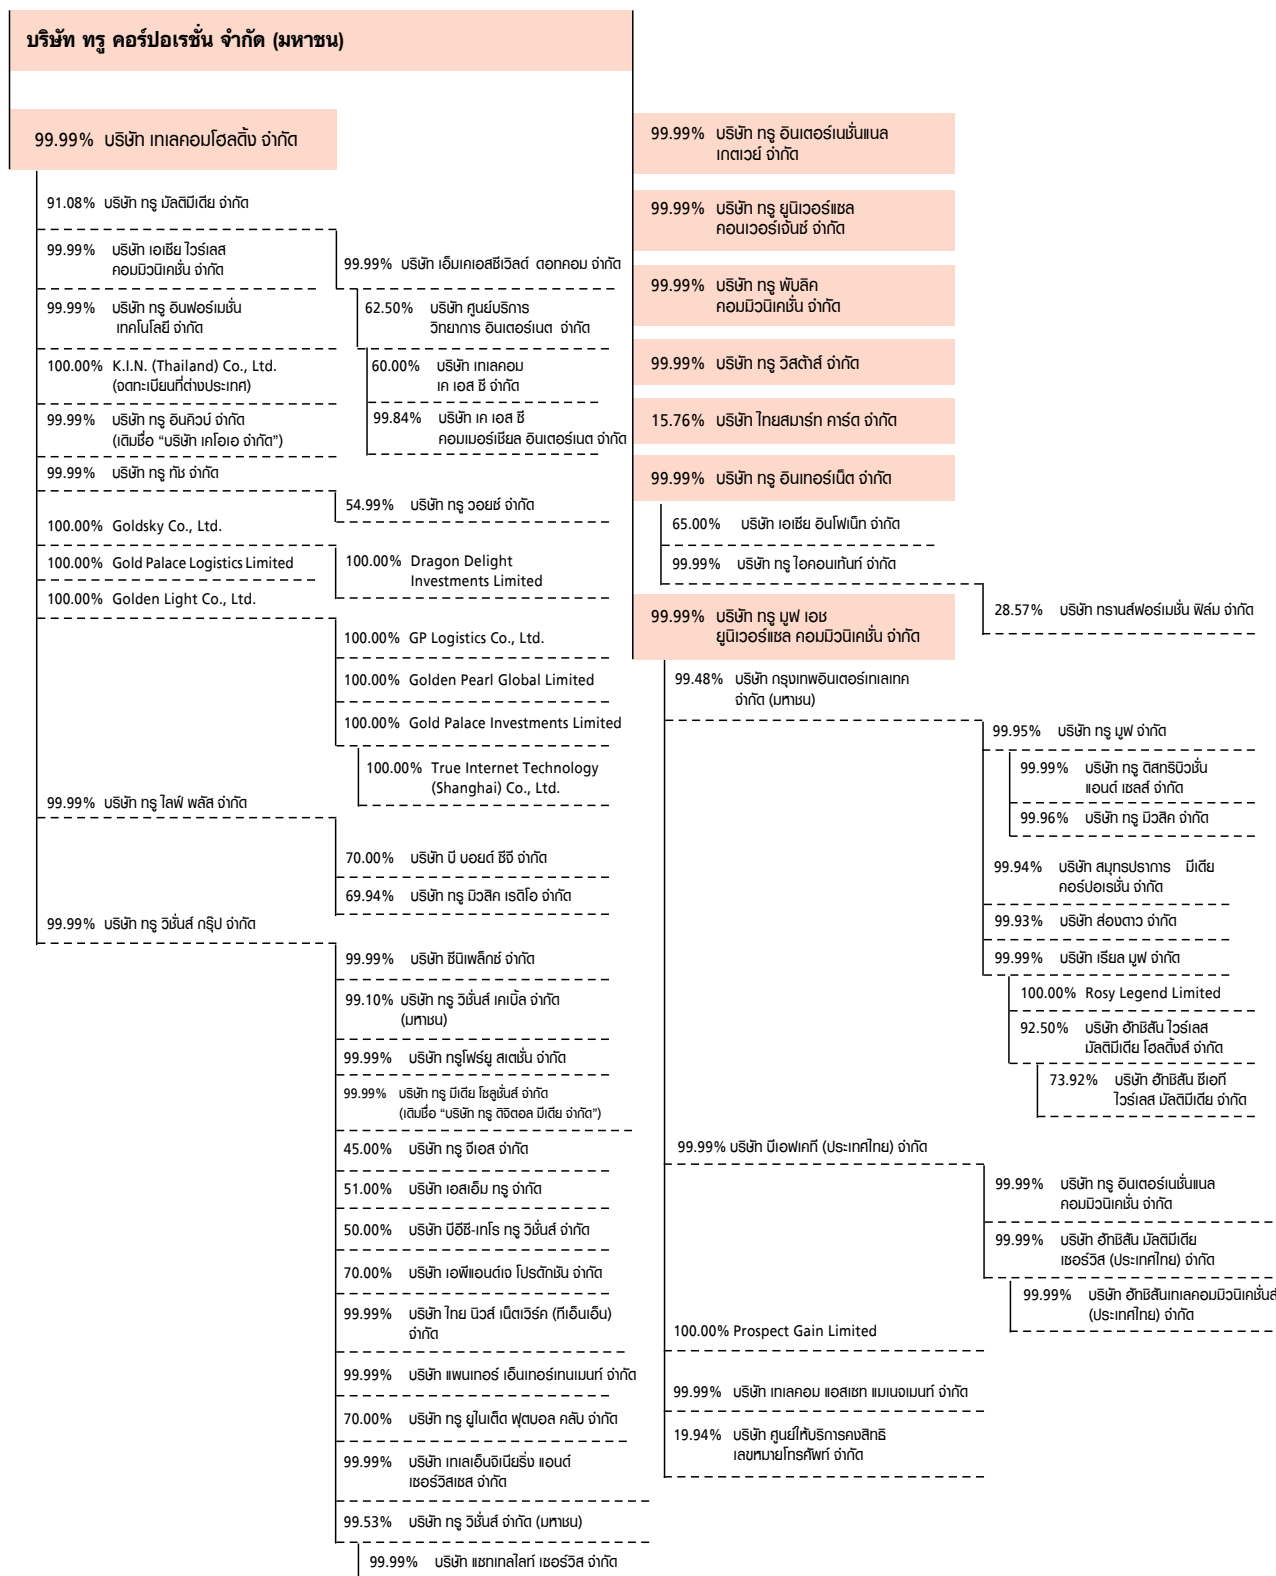 บริษัท ทรู คอร์ปอเรชั่น จำกัด (มหาชน)
99.99% บริษัท เทเลคอมโฮลดิ้ง จำกัด
91.08% บริษัท ทรู มัลติมีเดีย จำกัด
99.99% บริษัท เอเชีย ไวร์เลส
คอมมิวนิเคชั่น จำกัด
99.99% บริษัท ทรู อินฟอร์เมชั่น
เทคโนโลยี จำกัด
100.00% K.I.N. (Thailand) Co., Ltd.
(จดทะเบียนที่ต่างประเทศ)
99.99% บริษัท ทรู อินคิวบ์ จำกัด
(เดิมชื่อ “บริษัท เคโอเอ จำกัด”)
99.99% บริษัท ทรู ทัช จำกัด
100.00% Goldsky Co., Ltd.
100.00% Gold Palace Logistics Limited
100.00% Golden Light Co., Ltd.
99.99% บริษัท ทรู ไลฟ์ พลัส จำกัด
99.99% บริษัท ทรู วิชั่นส์ กรุ๊ป จำกัด
99.99% บริษัท เอ็มเคเอสซีเวิลด์ ดอทคอม จำกัด
62.50% บริษัท ศูนย์บริการ
วิทยาการ อินเตอร์เนต จำกัด
60.00% บริษัท เทเลคอม
เค เอส ซี จำกัด
99.84% บริษัท เค เอส ซี
คอมเมอร์เชียล อินเตอร์เนต จำกัด
54.99% บริษัท ทรู วอยซ์ จำกัด
100.00% Dragon Delight
Investments Limited
100.00% GP Logistics Co., Ltd.
100.00% Golden Pearl Global Limited
100.00% Gold Palace Investments Limited
100.00% True Internet Technology
(Shanghai) Co., Ltd.
70.00% บริษัท บี บอยด์ ซีจี จำกัด
69.94% บริษัท ทรู มิวสิค เรดิโอ จำกัด
99.99% บริษัท ซีนิเพล็กซ์ จำกัด
99.10% บริษัท ทรู วิชั่นส์ เคเบิ้ล จำกัด
(มหาชน)
99.99% บริษัท ทรูโฟร์ยู สเตชั่น จำกัด
99.99% บริษัท ทรู มีเดีย โซลูชั่นส์ จำกัด
(เดิมชื่อ “บริษัท ทรู ดิจิตอล มีเดีย จำกัด”)
45.00% บริษัท ทรู จีเอส จำกัด
51.00% บริษัท เอสเอ็ม ทรู จำกัด
50.00% บริษัท บีอีซี-เทโร ทรู วิชั่นส์ จำกัด
70.00% บริษัท เอพีแอนด์เจ โปรดักชัน จำกัด
99.99% บริษัท ไทย นิวส์ เน็ตเวิร์ค (ทีเอ็นเอ็น)
จำกัด
99.99% บริษัท แพนเทอร์ เอ็นเทอร์เทนเมนท์ จำกัด
70.00% บริษัท ทรู ยูไนเต็ด ฟุตบอล คลับ จำกัด
99.99% บริษัท เทเลเอ็นจิเนียริ่ง แอนด์
เซอร์วิสเซส จำกัด
99.53% บริษัท ทรู วิชั่นส์ จำกัด (มหาชน)
99.99% บริษัท แซทเทลไลท์ เซอร์วิส จำกัด
99.99% บริษัท ทรู อินเตอร์เนชั่นแนล
เกตเวย์ จำกัด
99.99% บริษัท ทรู ยูนิเวอร์แซล
คอนเวอร์เจ้นซ์ จำกัด
99.99% บริษัท ทรู พับลิค
คอมมิวนิเคชั่น จำกัด
99.99% บริษัท ทรู วิสต้าส์ จำกัด
15.76% บริษัท ไทยสมาร์ท คาร์ด จำกัด
99.99% บริษัท ทรู อินเทอร์เน็ต จำกัด
65.00% บริษัท เอเชีย อินโฟเน็ท จำกัด
99.99% บริษัท ทรู ไอคอนเท้นท์ จำกัด
28.57% บริษัท ทรานส์ฟอร์เมชั่น ฟิล์ม จำกัด
99.99% บริษัท ทรู มูฟ เอช
ยูนิเวอร์แซล คอมมิวนิเคชั่น จำกัด
99.48% บริษัท กรุงเทพอินเตอร์เทเลเทค
จำกัด (มหาชน)
99.95% บริษัท ทรู มูฟ จำกัด
99.99% บริษัท ทรู ดิสทริบิวชั่น
แอนด์ เซลส์ จำกัด
99.96% บริษัท ทรู มิวสิค จำกัด
99.94% บริษัท สมุทรปราการ มีเดีย
คอร์ปอเรชั่น จำกัด
99.93% บริษัท ส่องดาว จำกัด
99.99% บริษัท เรียล มูฟ จำกัด
100.00% Rosy Legend Limited
92.50% บริษัท ฮัทชิสัน ไวร์เลส
มัลติมีเดีย โฮลดิ้งส์ จำกัด
73.92% บริษัท ฮัทชิสัน ซีเอที
ไวร์เลส มัลติมีเดีย จำกัด
99.99% บริษัท บีเอฟเคที (ประเทศไทย) จำกัด
99.99% บริษัท ทรู อินเตอร์เนชั่นแนล
คอมมิวนิเคชั่น จำกัด
99.99% บริษัท ฮัทชิสัน มัลติมีเดีย
เซอร์วิส (ประเทศไทย) จำกัด
99.99% บริษัท ฮัทชิสันเทเลคอมมิวนิเคชั่นส์
(ประเทศไทย) จำกัด
100.00% Prospect Gain Limited
99.99% บริษัท เทเลคอม แอสเซท แมเนจเมนท์ จำกัด
19.94% บริษัท ศูนย์ให้บริการคงสิทธิ
เลขหมายโทรศัพท์ จำกัด